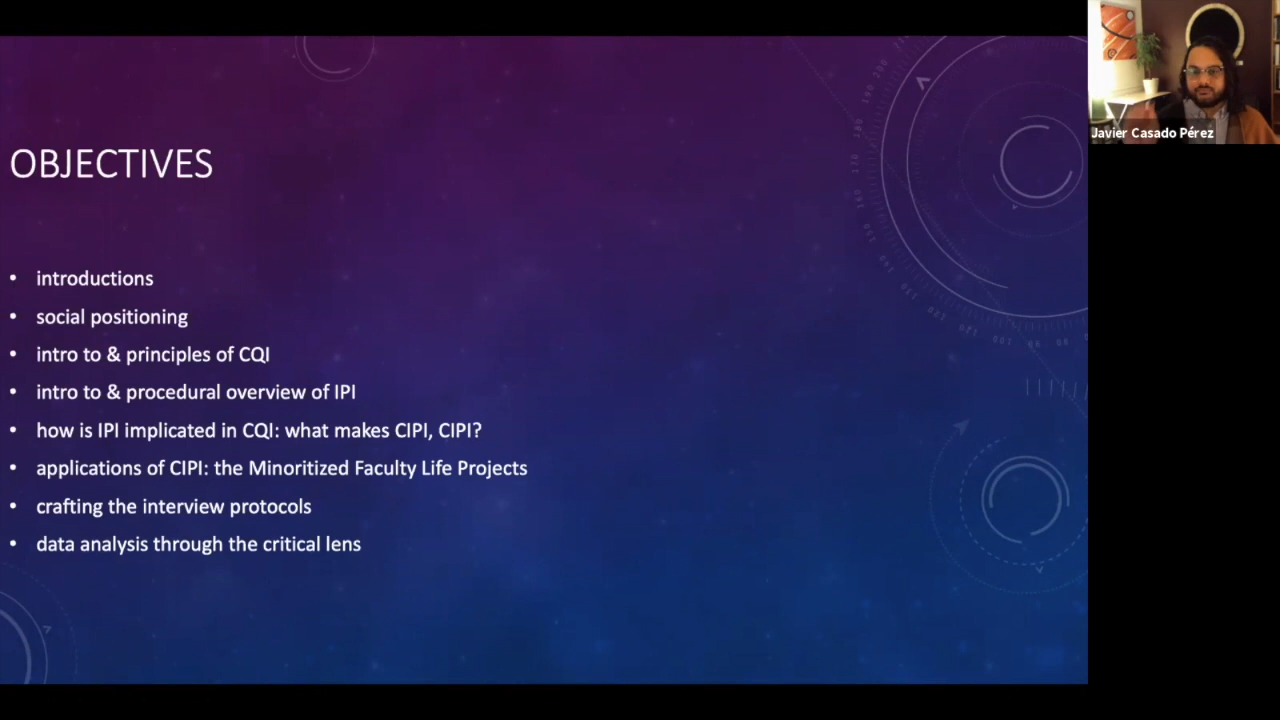 OBJECTIVES
• introductions
• social positioning
• intro to & principles of CQI
• intro to & procedural overview of IPI
• how is IPI implicated in CQI: what makes CIPI, CIPI?
• applications of CIPI: the Minoritized Faculty Life Projects
• crafting the interview protocols
• data analysis through the critical lens
Javier Casado Pérez